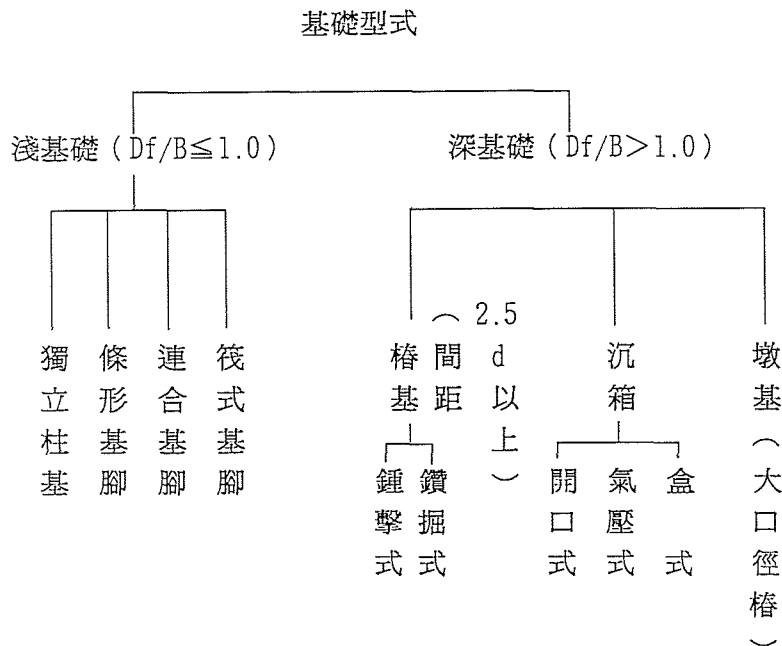 基礎型式
淺基礎(Df/B≦1.0)
深基礎(Df/B>1.0)
獨立柱基
條形基腳
連合基腳
筏式基腳
樁基
(間距2.5d以上)
鍾擊式
鑽掘式
沉箱
開口式
氣壓式
盒式
墩基(大口徑樁)